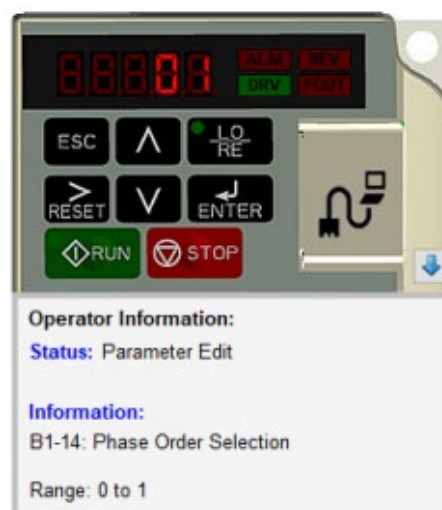 01 ALM REV
DRV FOUT
ESC LO
RE
RESET ENTER
RUN STOP
Operator Information:
Status: Parameter Edit
Information:
B1-14: Phase Order Selection
Range: 0 to 1